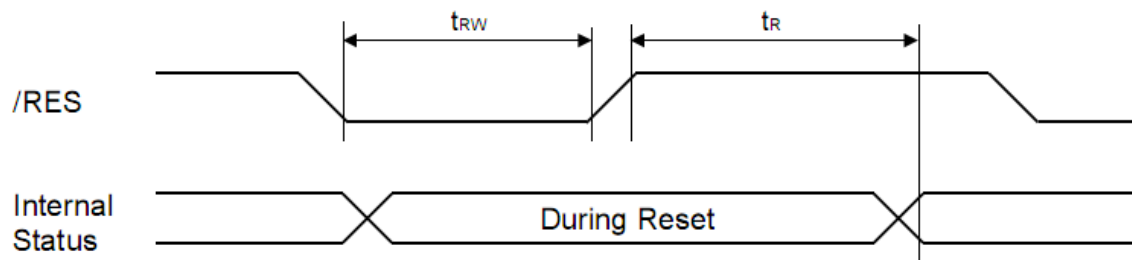 tRW
tR
/RES
Internal
Status
During Reset